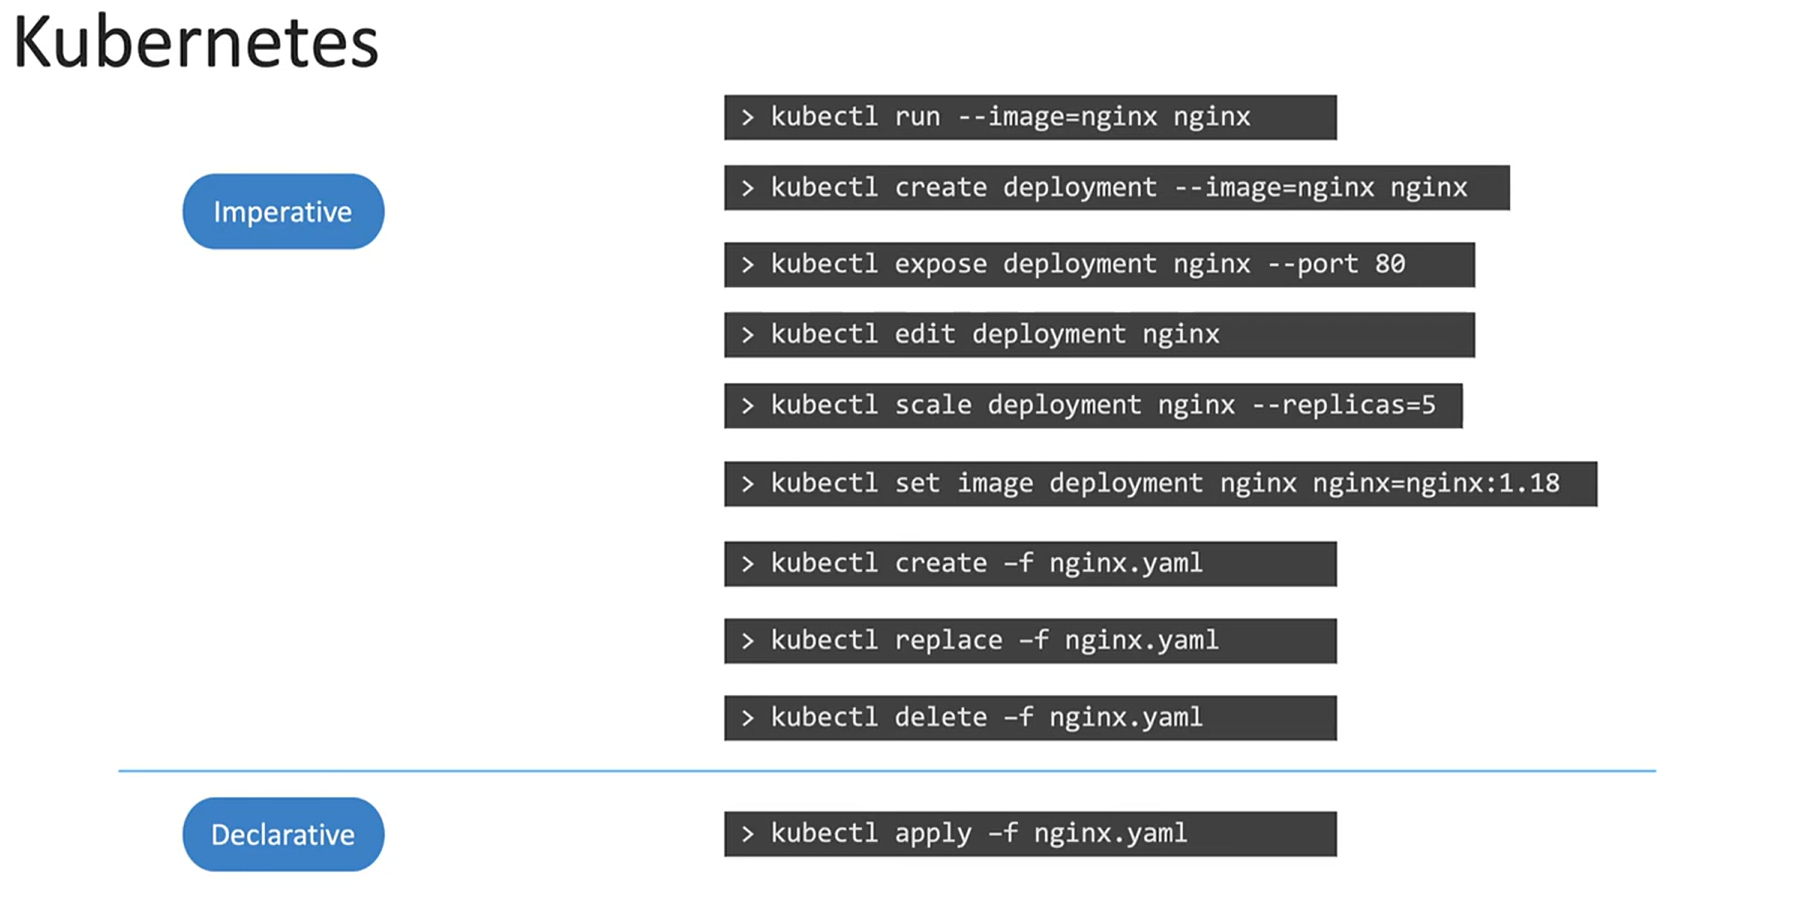 Kubernetes
> kubectl run --image=nginx nginx
> kubectl create deployment --image=nginx nginx
Imperative
> kubectl expose deployment nginx --port 80
> kubectl edit deployment nginx
> kubectl scale deployment nginx --replicas=5
> kubectl set image deployment nginx nginx=nginx:1.18
> kubectl create –f nginx.yaml
> kubectl replace –f nginx.yaml
> kubectl delete –f nginx.yaml
Declarative
> kubectl apply –f nginx.yaml